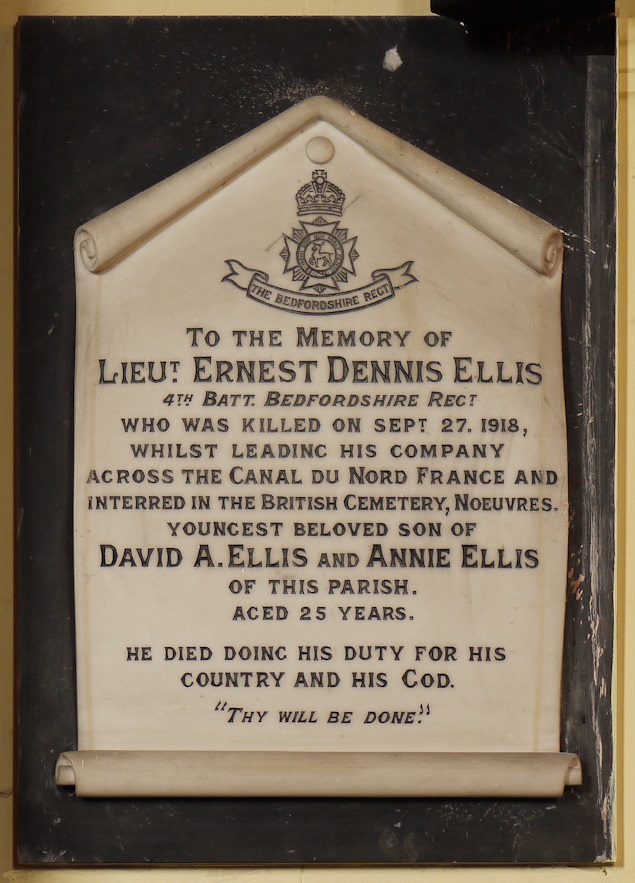 THE BEDFORDSHIRE REGT
TO THE MEMORY OF
LIEUT ERNEST DENNIS ELLIS
4TH BATT. BEDFORDSHIRE REGT
WHO WAS KILLED ON SEPT 27. 1918,
WHILST LEADING HIS COMPANY
ACROSS THE CANAL DU NORD FRANCE AND
INTERRED IN THE BRITISH CEMETERY, NOEUVRES.
YOUNGEST BELOVED SON OF
DAVID A. ELLIS AND ANNIE ELLIS
OF THIS PARISH.
AGED 25 YEARS.
HE DIED DOING HIS DUTY FOR HIS
COUNTRY AND HIS GOD.
"THY WILL BE DONE."